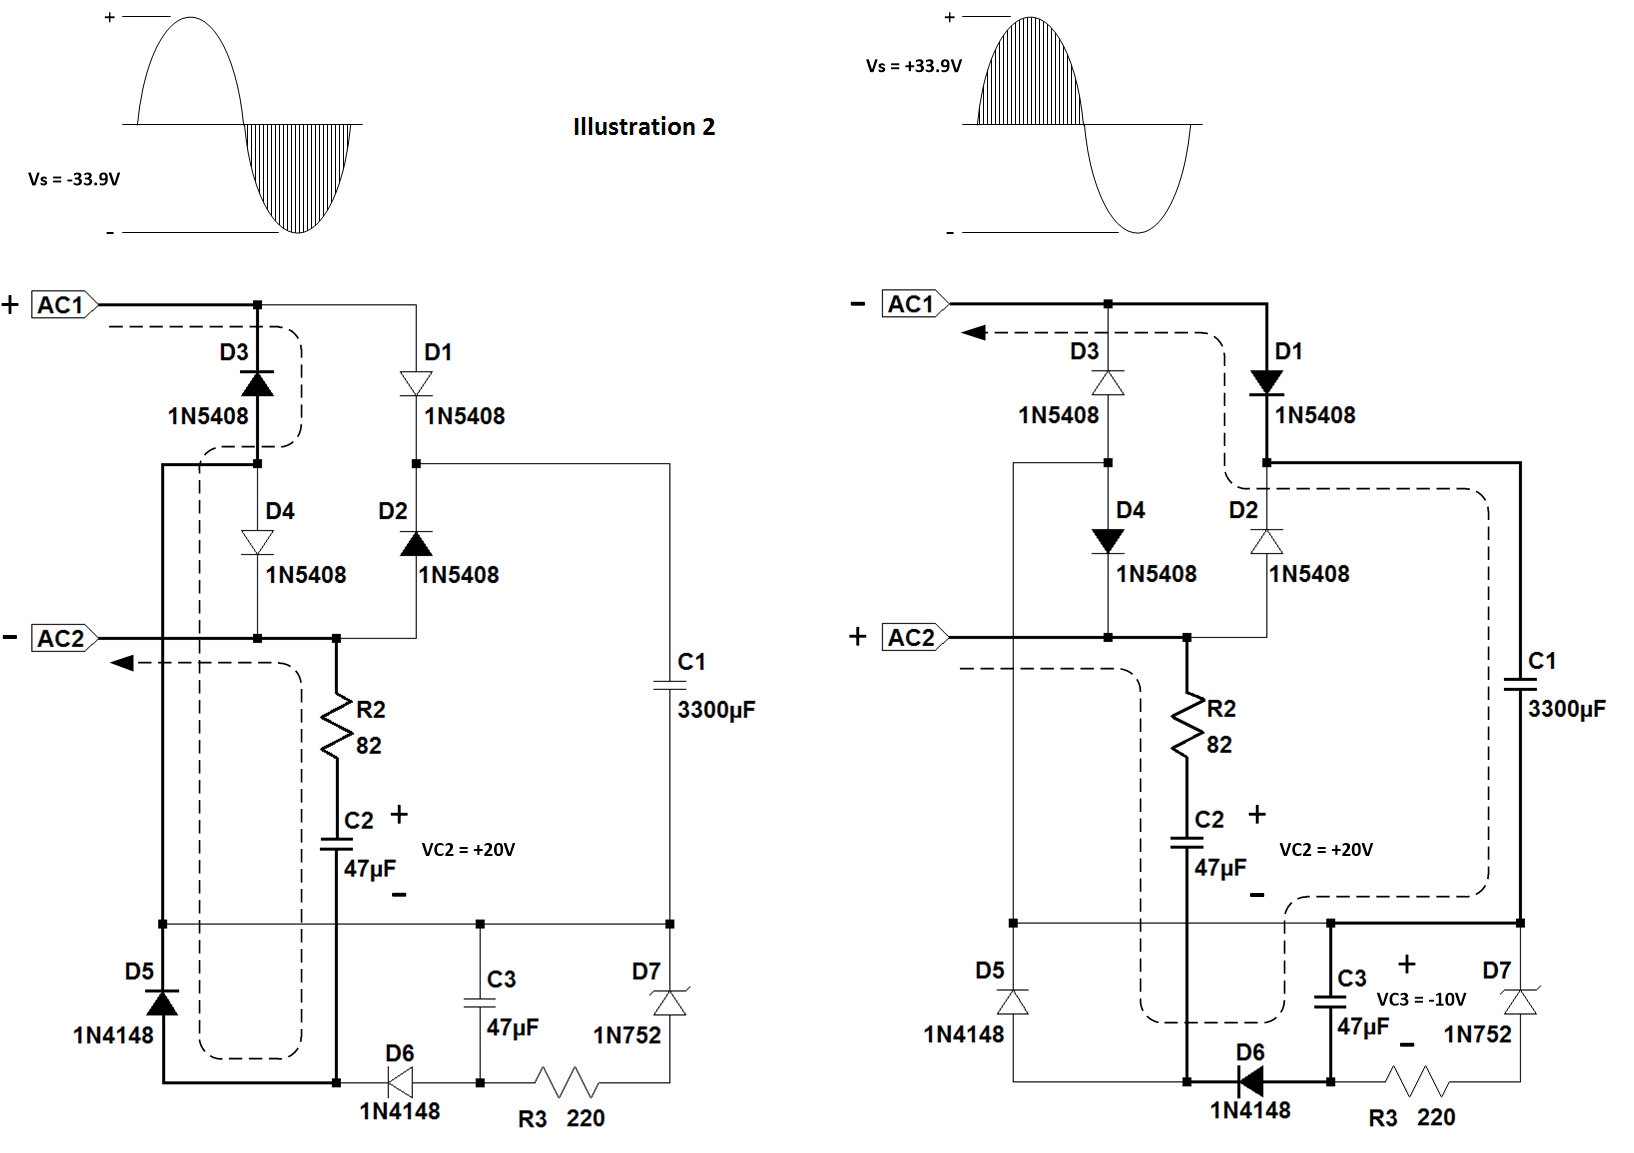 +
+
Vs = +33.9V
Illustration 2
Vs = -33.9V
-
-
+ AC1
- AC1
D3
D1
D3
D1
1N5408
1N5408
1N5408
1N5408
D4
D2
D4
D2
1N5408
1N5408
1N5408
1N5408
- AC2
+ AC2
C1
C1
R2
3300µF
R2
3300µF
82
82
C2 +
C2 +
VC2 = +20V
VC2 = +20V
47µF
47µF
-
-
D5
C3
D7
D5
C3 +
D7
VC3 = -10V
1N4148
47µF
1N752
1N4148
47µF
1N752
-
D6
D6
1N4148
1N4148
R3 220
R3 220